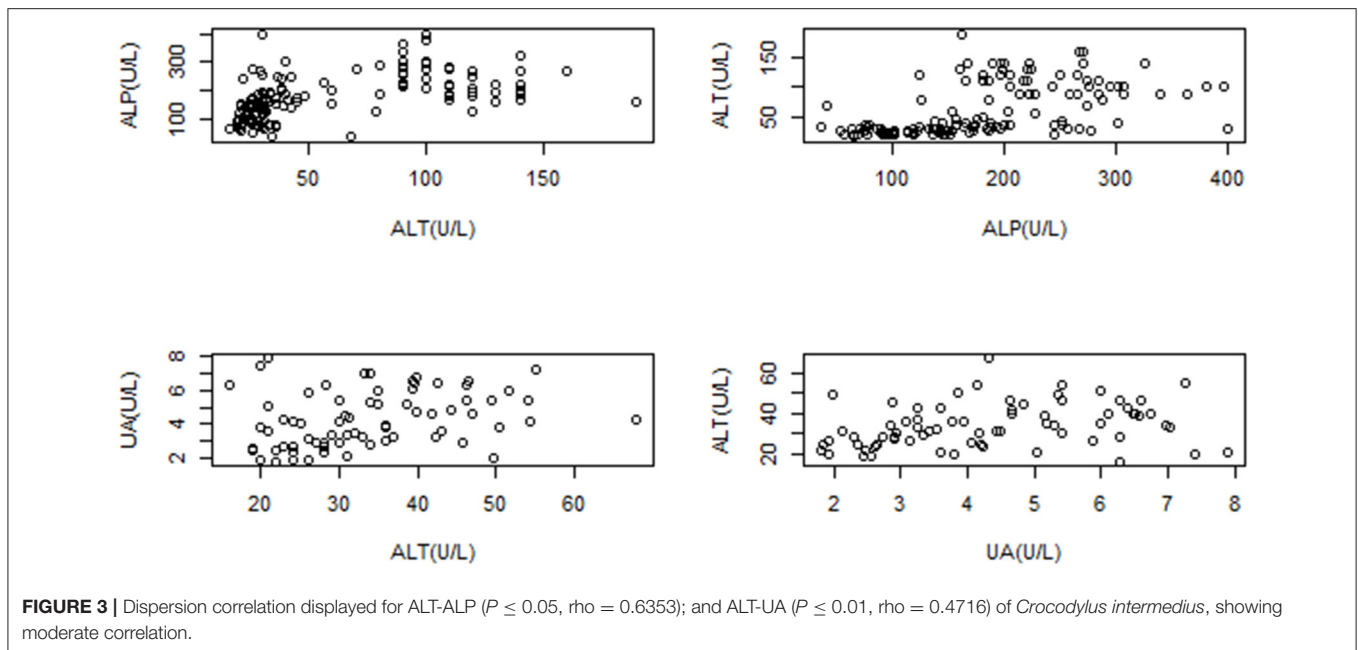 ALP(U/L)
100 300
50 100 150
ALT(U/L)
ALT(U/L)
50 150
100 200 300 400
ALP(U/L)
UA(U/L)
2 4 6 8
20 30 40 50 60
ALT(U/L)
ALT(U/L)
20 40 60
2 3 4 5 6 7 8
UA(U/L)
FIGURE 3 | Dispersion correlation displayed for ALT-ALP (P ≤ 0.05, rho = 0.6353); and ALT-UA (P ≤ 0.01, rho = 0.4716) of Crocodylus intermedius, showing
moderate correlation.